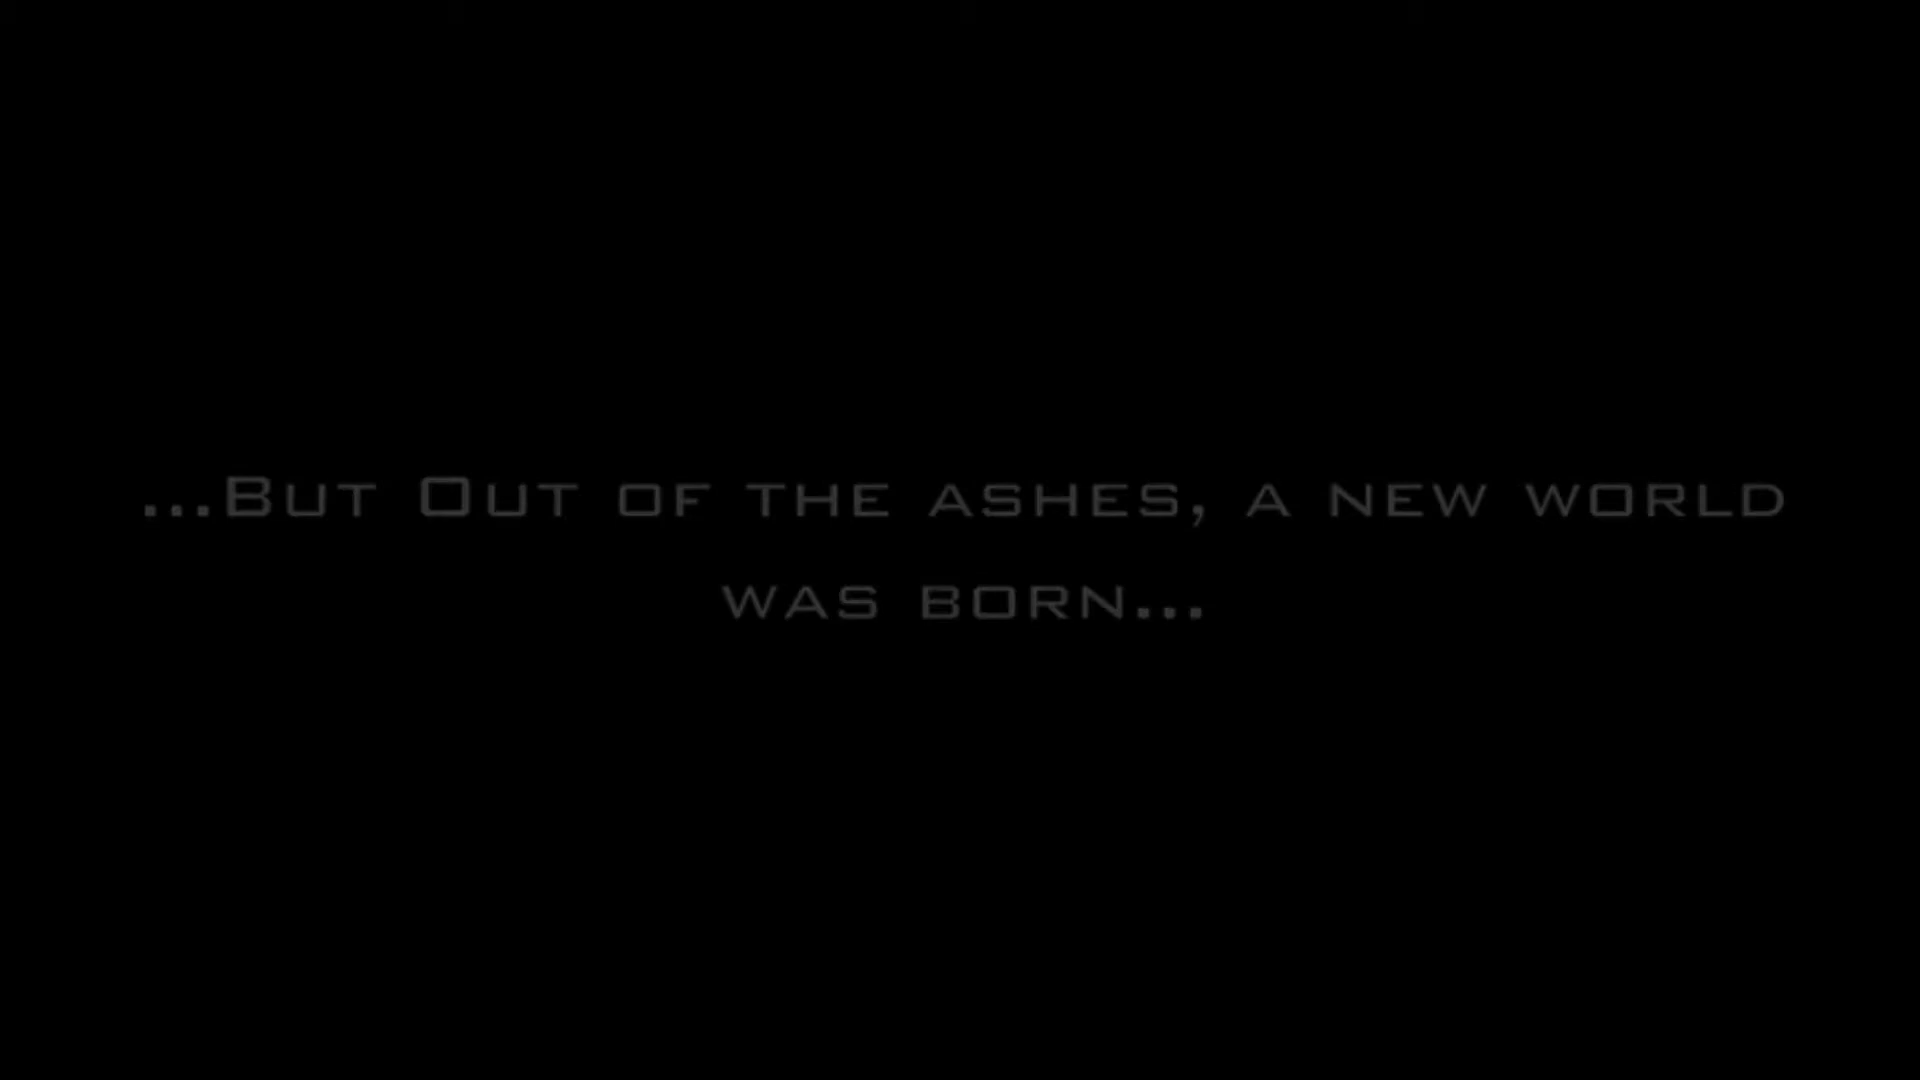 ...But Out of the ashes, a new world
was born...